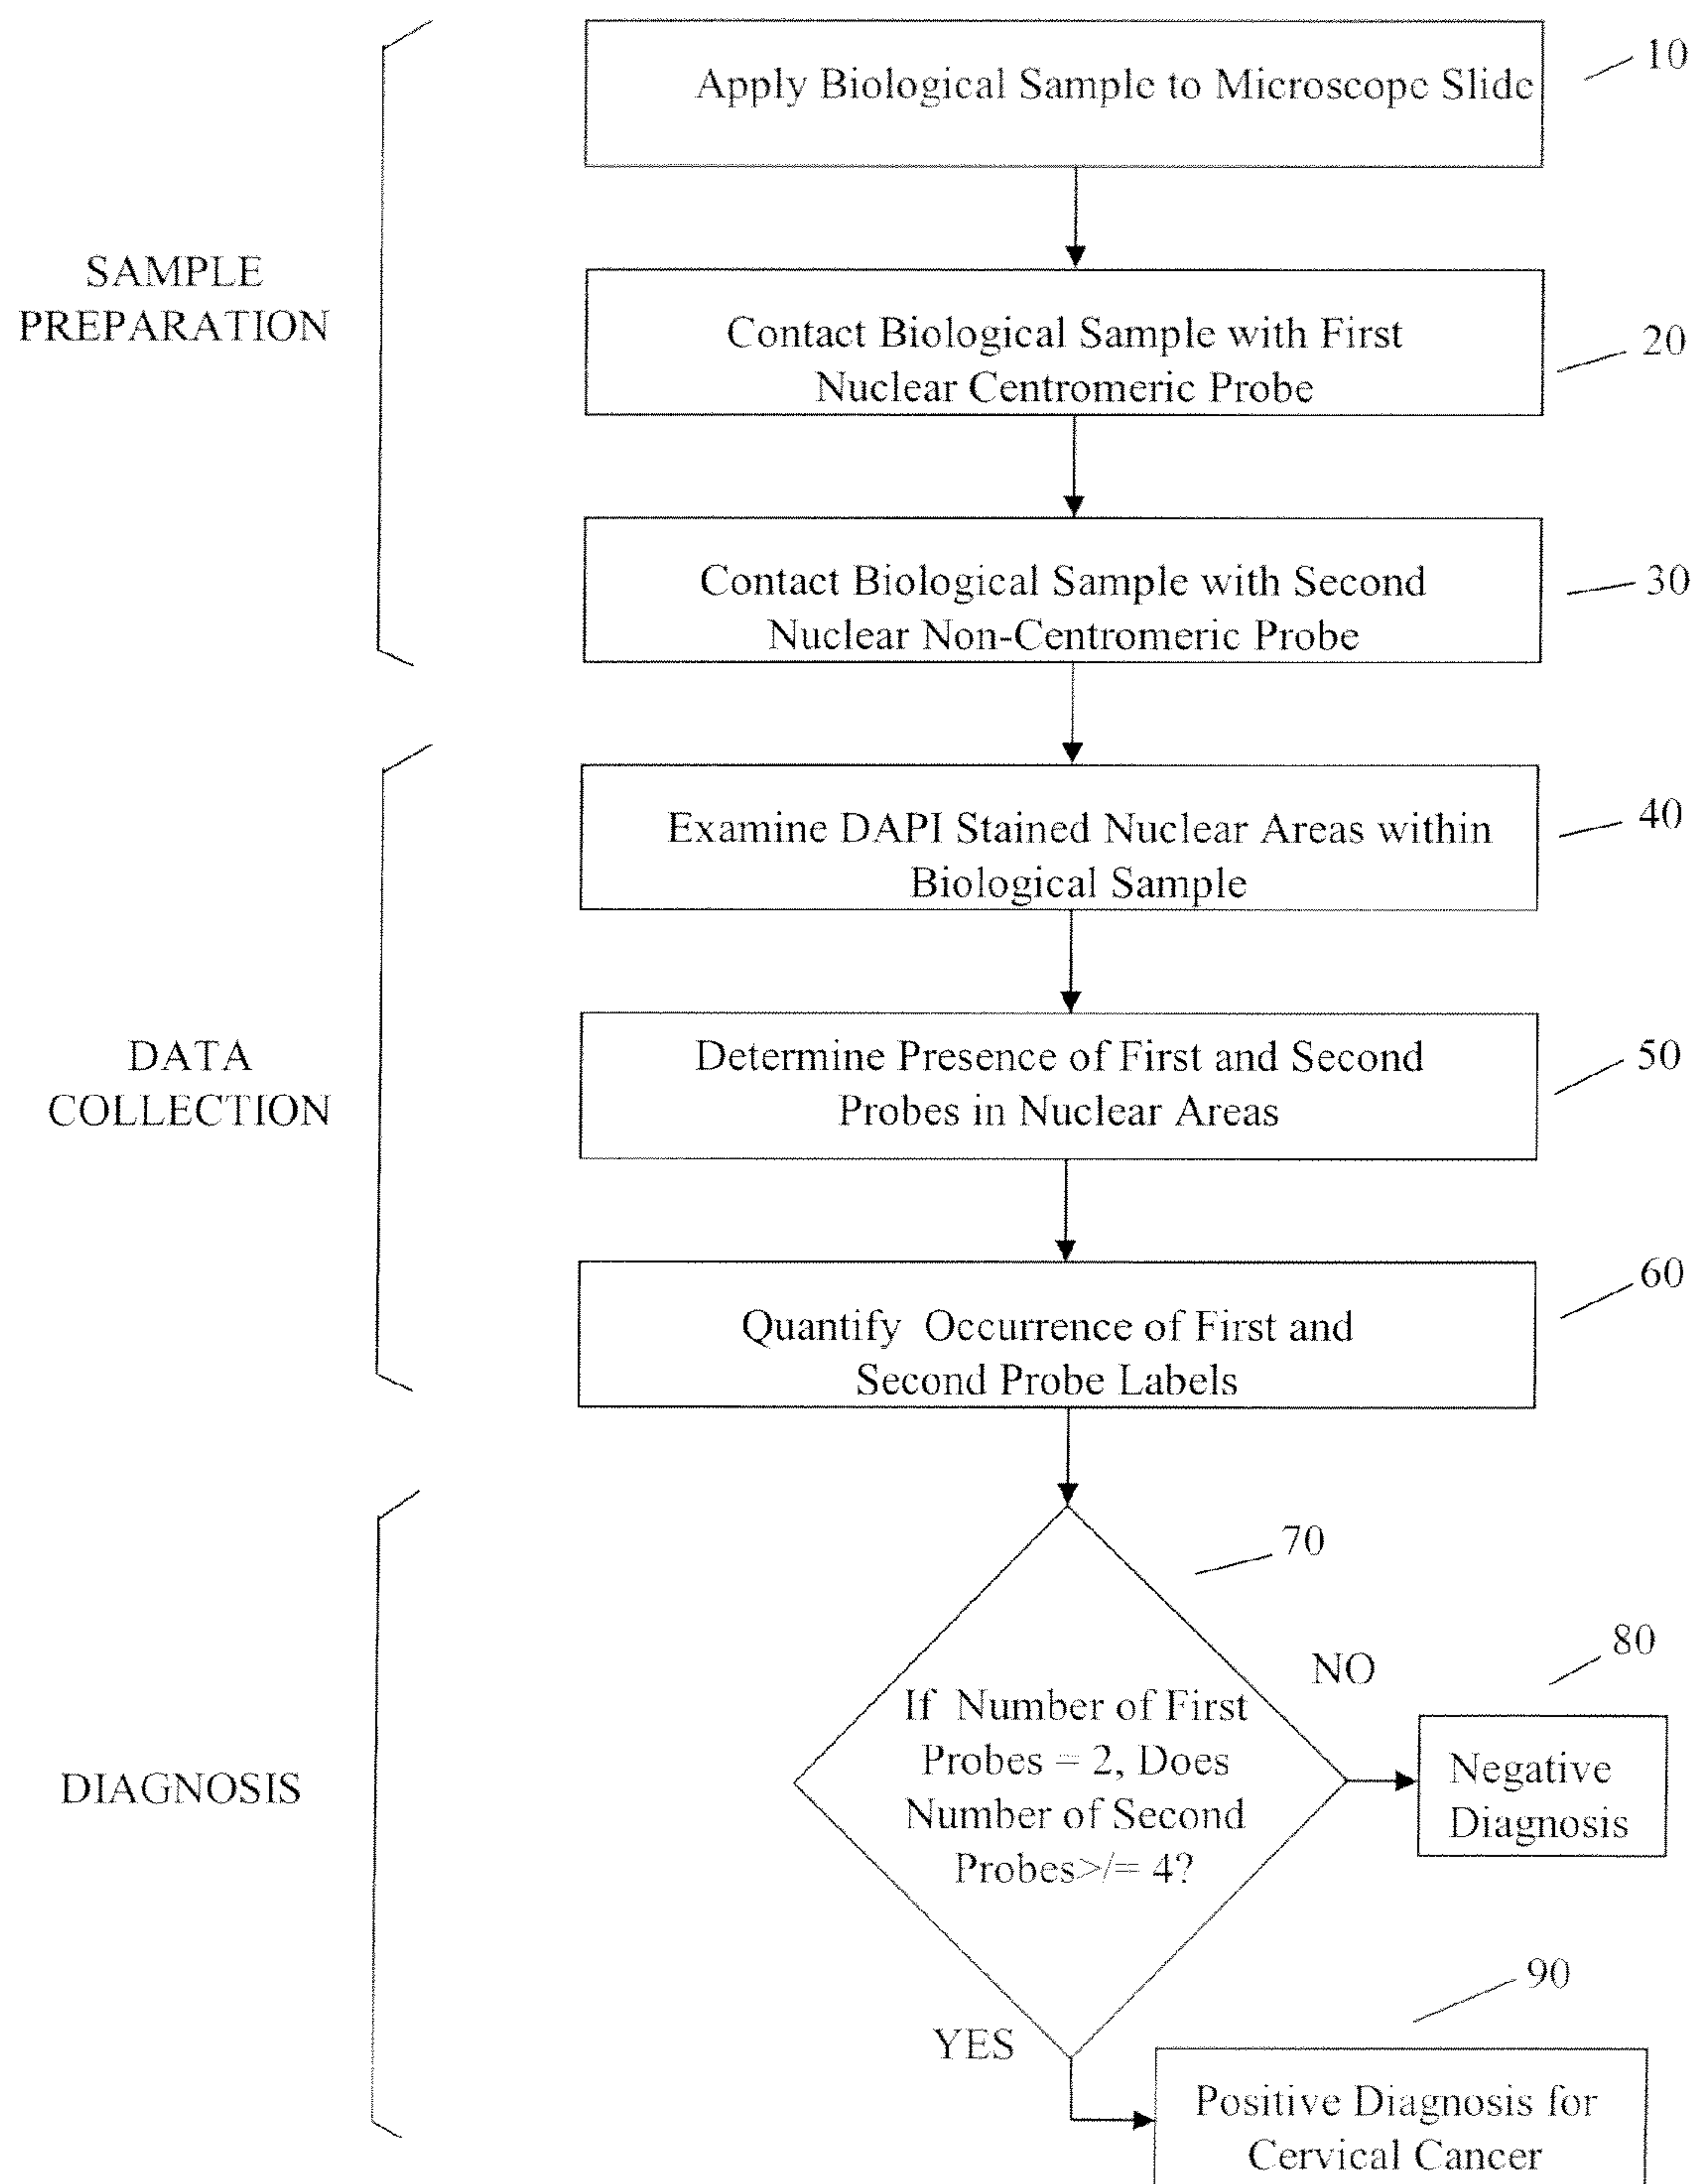 Apply Biological Sample to Microscope Slide
10
SAMPLE
PREPARATION
Contact Biological Sample with First
Nuclear Centromeric Probe
20
Contact Biological Sample with Second
Nuclear Non-Centromeric Probe
30
Examine DAPI Stained Nuclear Areas within
Biological Sample
40
DATA
COLLECTION
Determine Presence of First and Second
Probes in Nuclear Areas
50
Quantify Occurrence of First and
Second Probe Labels
60
DIAGNOSIS
70
If Number of First
Probes = 2, Does
Number of Second
Probes>/= 4?
NO
80
Negative
Diagnosis
YES
90
Positive Diagnosis for
Cervical Cancer